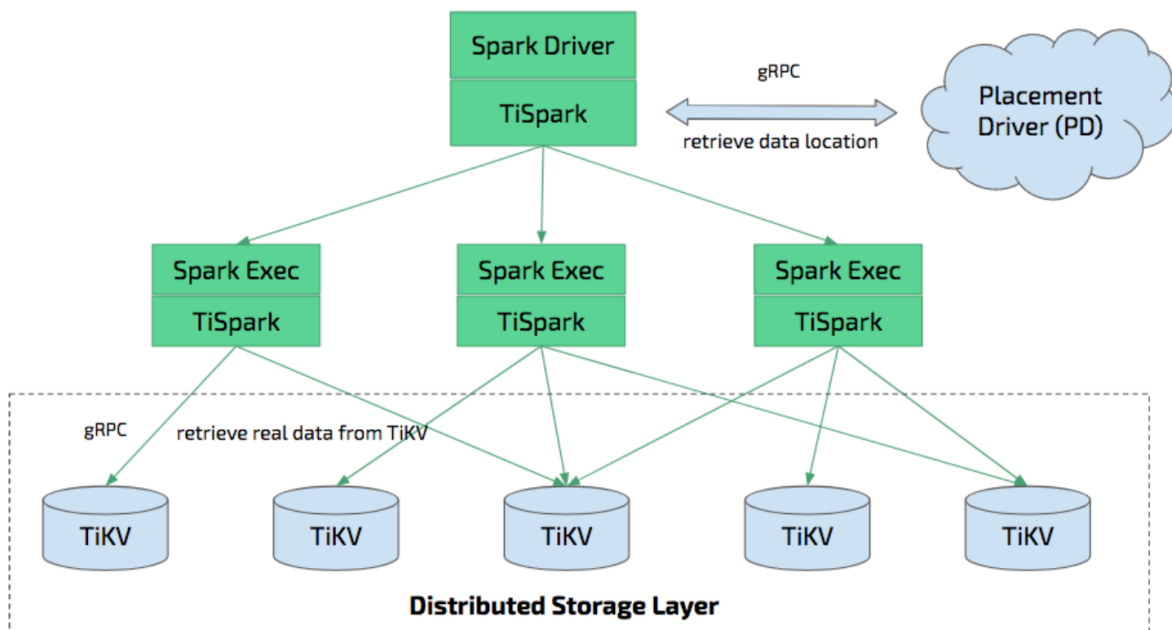 Spark Driver
TiSpark
gRPC
retrieve data location
Placement
Driver (PD)
Spark Exec
TiSpark
Spark Exec
TiSpark
Spark Exec
TiSpark
gRPC
retrieve real data from TiKV
TiKV
TiKV
TiKV
TiKV
TiKV
Distributed Storage Layer